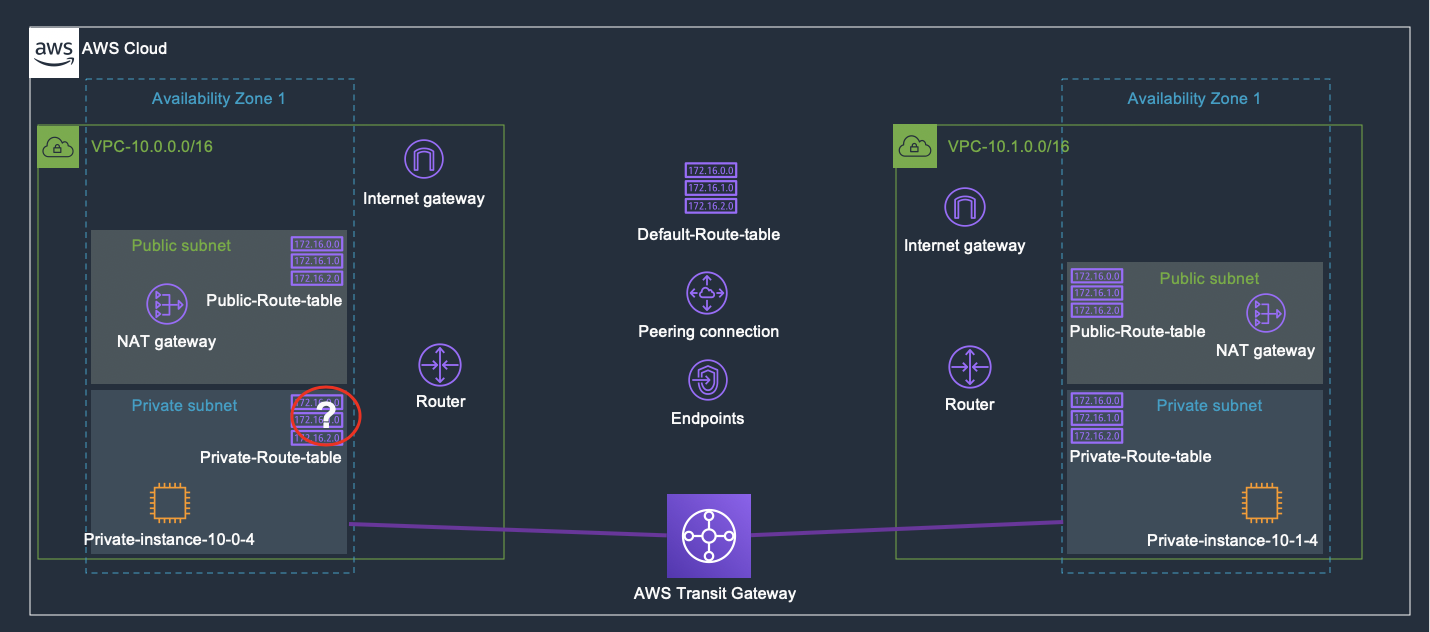 aws AWS Cloud
Availability Zone 1
VPC-10.0.0.0/16
Internet gateway
Public subnet
172.16.0.0
172.16.1.0
172.16.2.0
Public-Route-table
NAT gateway
Router
Private subnet
172.16.0.0
?
172.16.2.0
Private-Route-table
Private-instance-10-0-4
172.16.0.0
172.16.1.0
172.16.2.0
Default-Route-table
Peering connection
Endpoints
AWS Transit Gateway
Availability Zone 1
VPC-10.1.0.0/16
Internet gateway
Public subnet
172.16.0.0
172.16.1.0
172.16.2.0
Public-Route-table
NAT gateway
Router
Private subnet
172.16.0.0
172.16.1.0
172.16.2.0
Private-Route-table
Private-instance-10-1-4